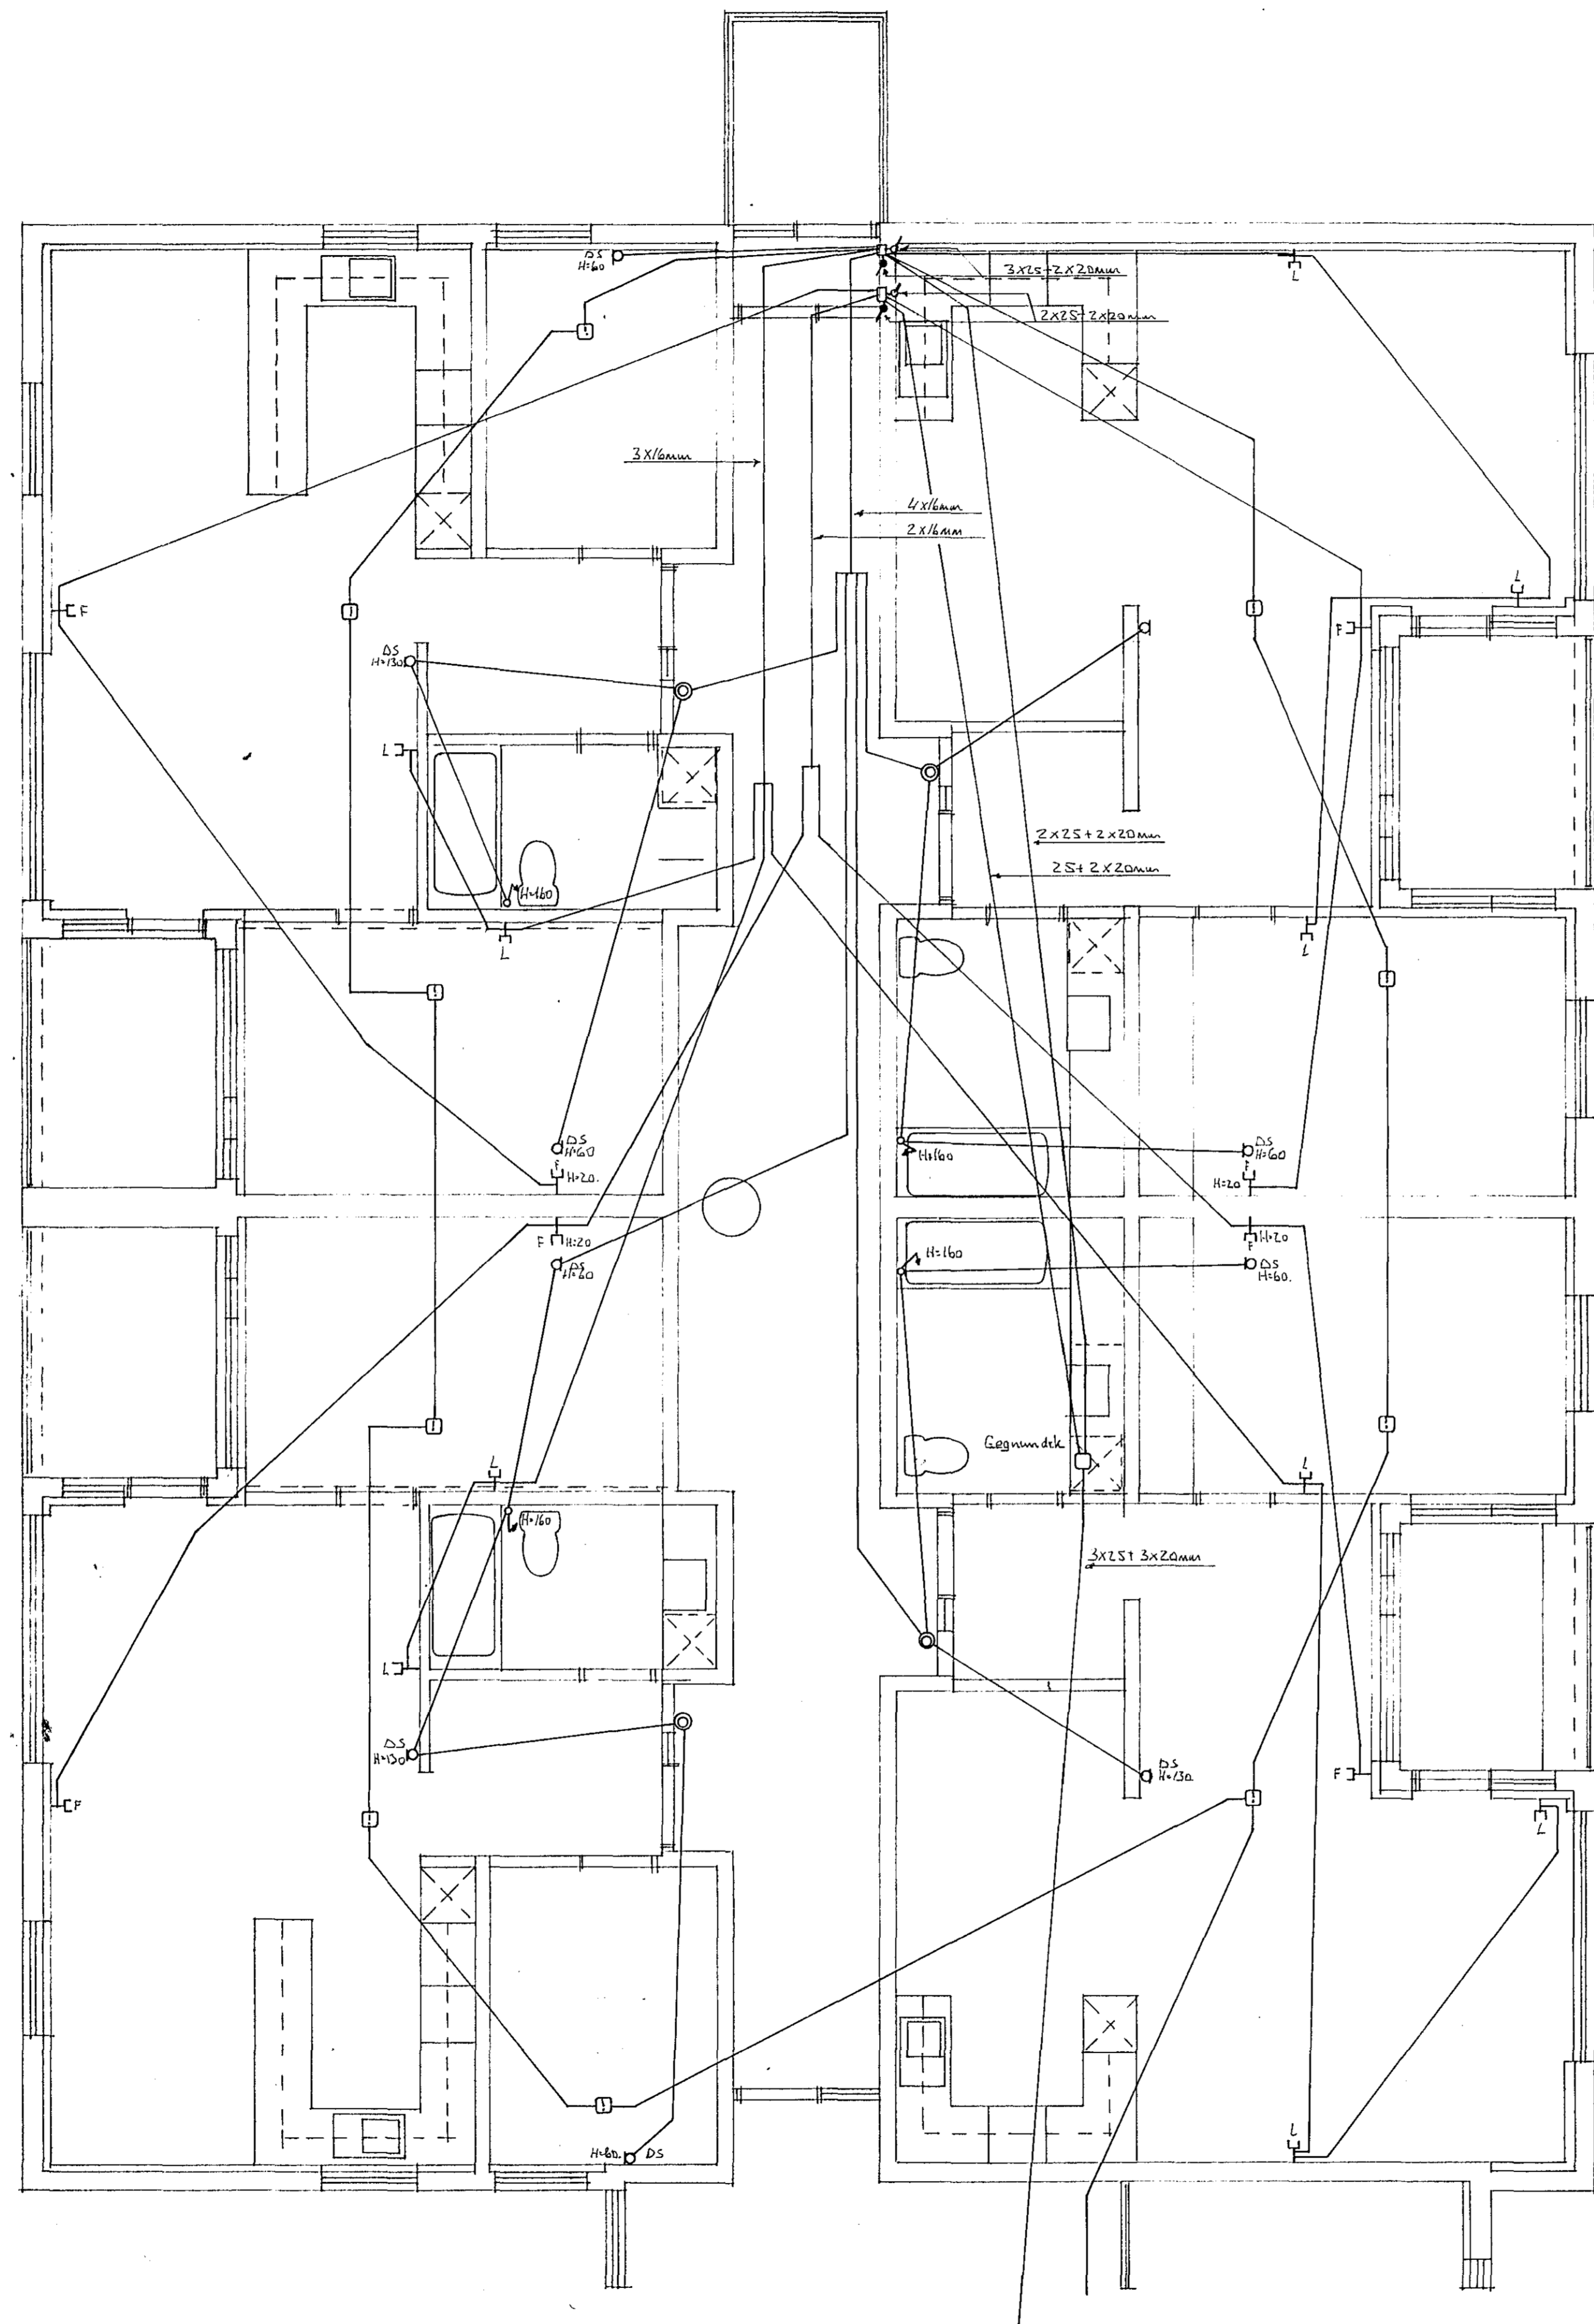 DS
H=60
3x25+2x20mm
L
2x25+2x20mm
3x16mm
4x16mm
2x16mm
L
F
F
DS
H=130
L
2x25+2x20mm
25+2x20mm
H=160
L
L
DS
H=60
F
H=20.
H=160
DS
H=60
F
H=20
F H=20
DS
H=60
H=20
F
H=160
DS
H=60.
Gegnumdrk
L
L
H=160
3x25+3x20mm
L
DS
H=130
DS
H=130
F
F
L
L
H=60. DS